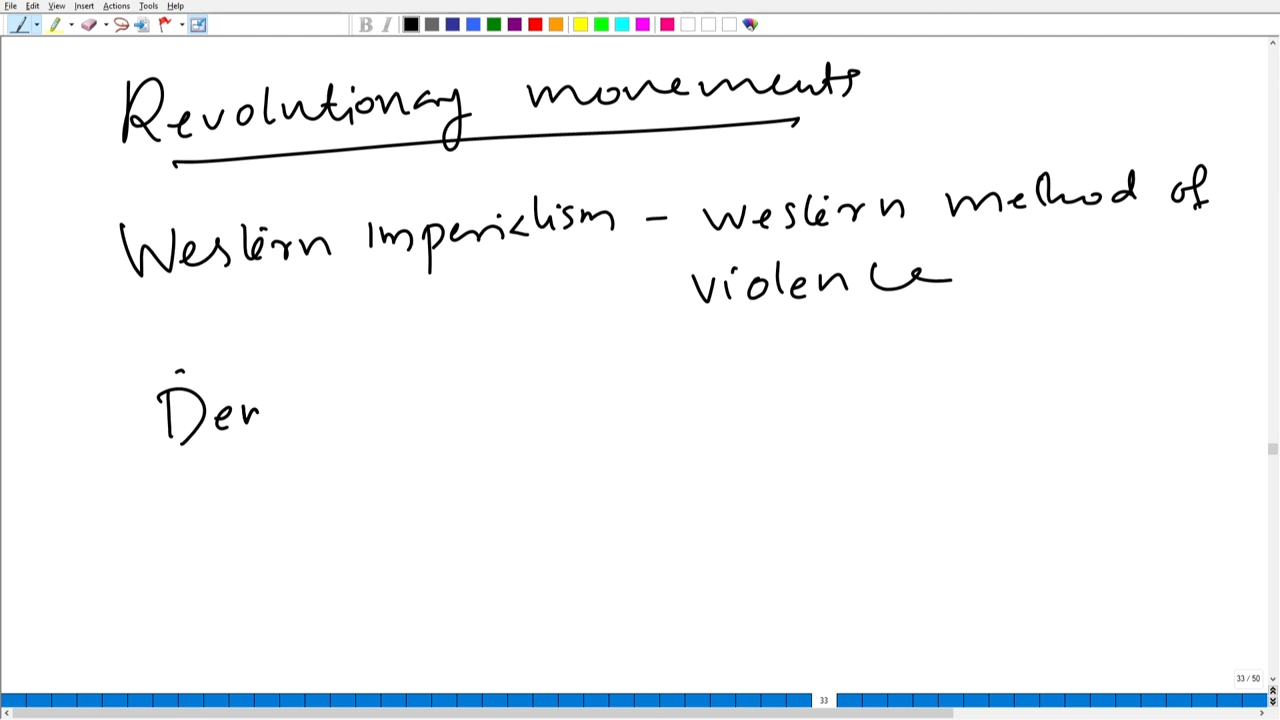 File Edit View Insert Actions Tools Help
B I
Revolutionary movements
Western Imperialism - Western method of
violence
Der
33 / 50
33